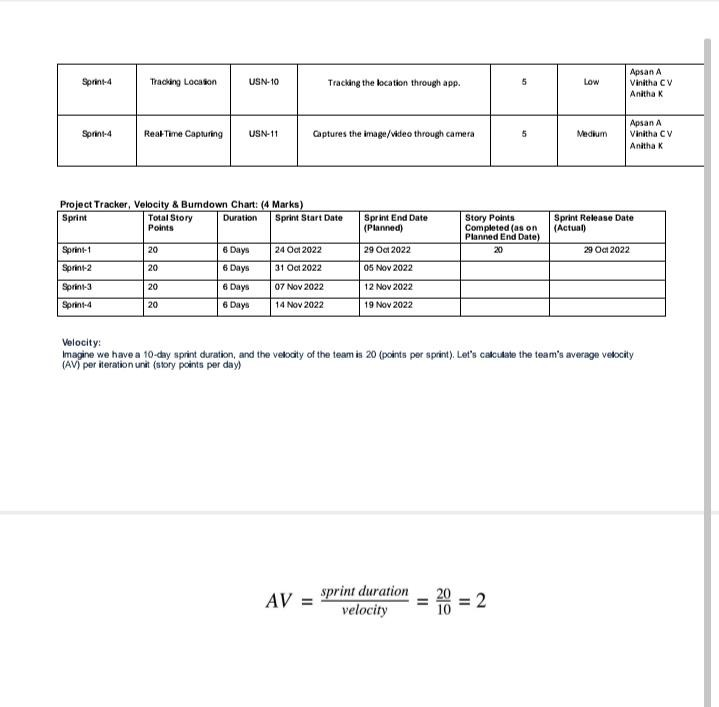 Sprint-4 Tracking Location USN-10 Tracking the location through app. 5 Low Apsan A
Vinitha C V
Anitha K
Sprint-4 Real-Time Capturing USN-11 Captures the image/video through camera 5 Medium Apsan A
Vinitha C V
Anitha K
Project Tracker, Velocity & Burndown Chart: (4 Marks)
Sprint Total Story Points Duration Sprint Start Date Sprint End Date (Planned) Story Points Completed (as on Planned End Date) Sprint Release Date (Actual)
Sprint-1 20 6 Days 24 Oct 2022 29 Oct 2022 20 29 Oct 2022
Sprint-2 20 6 Days 31 Oct 2022 05 Nov 2022
Sprint-3 20 6 Days 07 Nov 2022 12 Nov 2022
Sprint-4 20 6 Days 14 Nov 2022 19 Nov 2022
Velocity:
Imagine we have a 10-day sprint duration, and the velocity of the team is 20 (points per sprint). Let's calculate the team's average velocity
(AV) per iteration unit (story points per day)
AV = sprint duration / velocity = 20 / 10 = 2